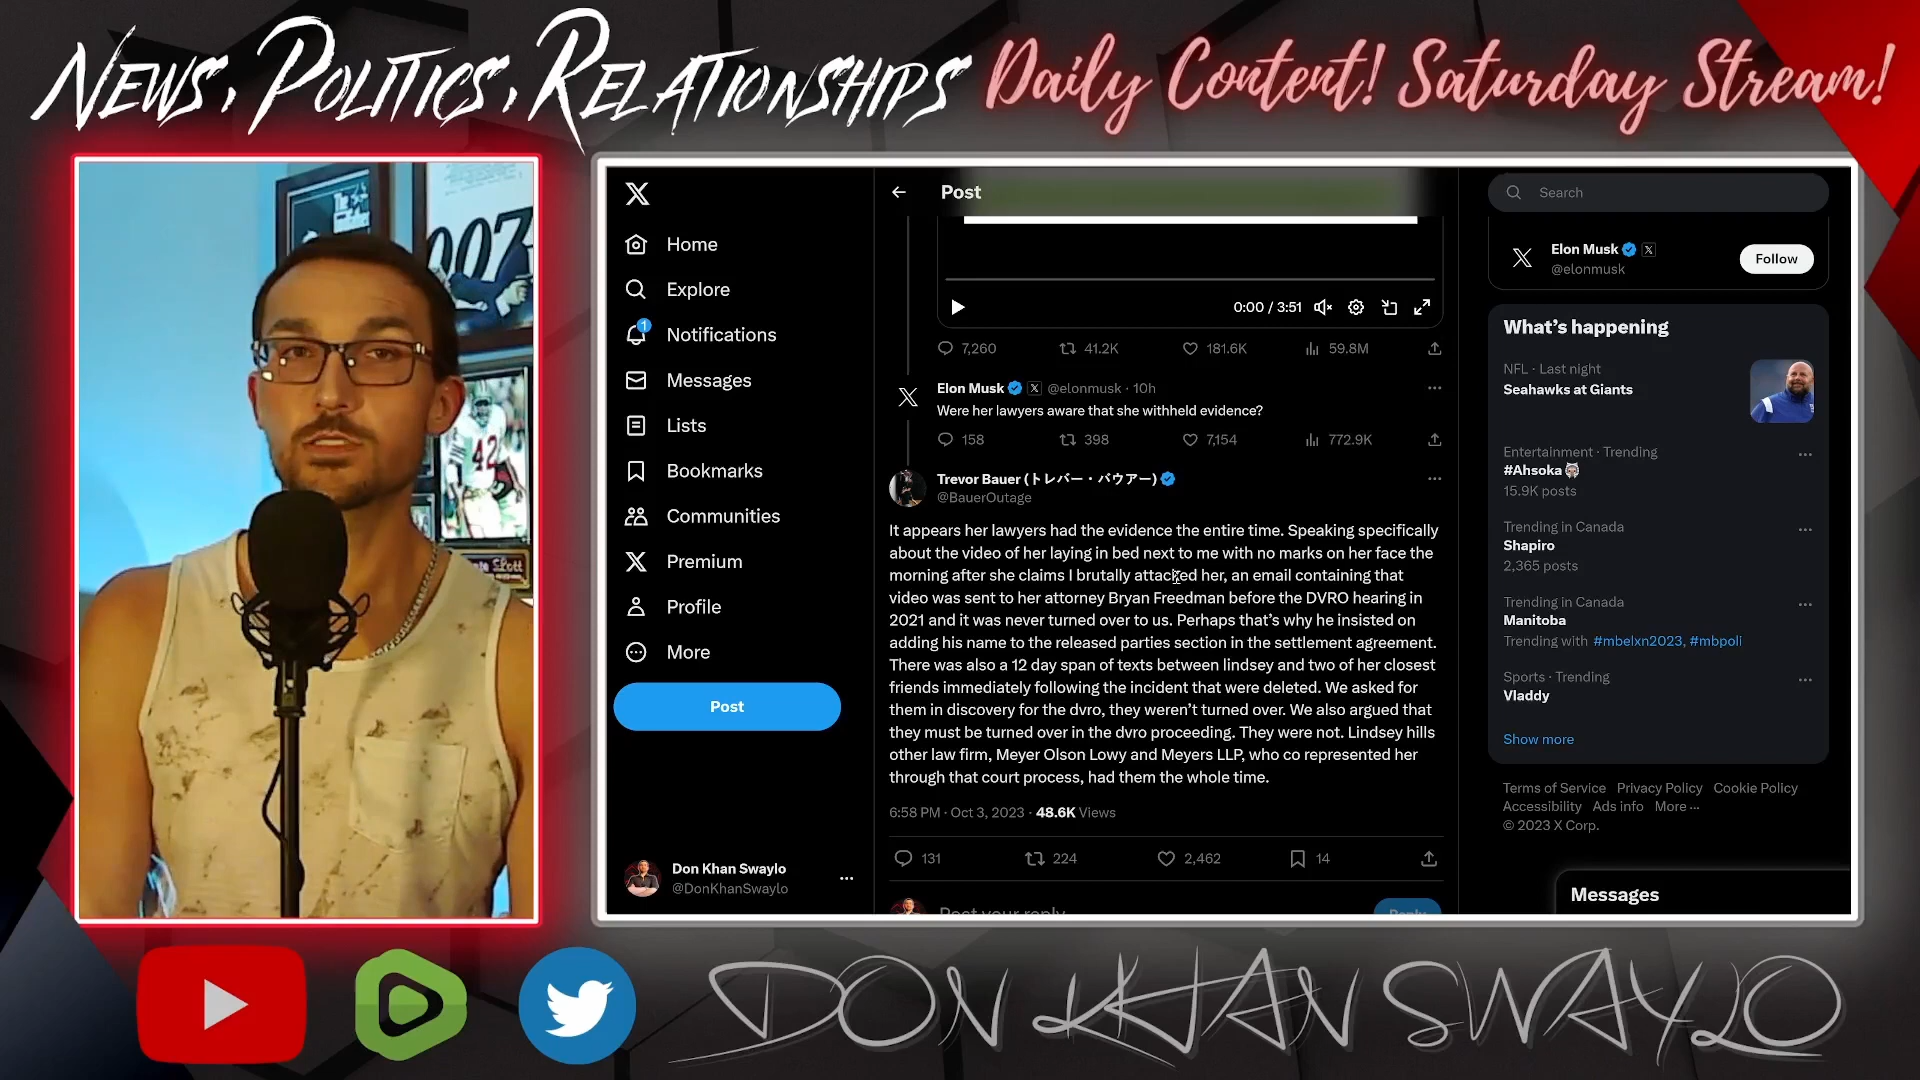 News, Politics, Relationships
Daily Content! Saturday Stream!
007
42
X
Home
Explore
1
Notifications
Messages
Lists
Bookmarks
Communities
Premium
Profile
More
Post
Don Khan Swaylo
@DonKhanSwaylo
Post
0:00 / 3:51
7,260 41.2K 181.6K 59.8M
Elon Musk @elonmusk · 10h
Were her lawyers aware that she withheld evidence?
158 398 7,154 772.9K
Trevor Bauer (トレバー・バウアー)
@BauerOutage
It appears her lawyers had the evidence the entire time. Speaking specifically
about the video of her laying in bed next to me with no marks on her face the
morning after she claims I brutally attacked her, an email containing that
video was sent to her attorney Bryan Freedman before the DVRO hearing in
2021 and it was never turned over to us. Perhaps that’s why he insisted on
adding his name to the released parties section in the settlement agreement.
There was also a 12 day span of texts between lindsey and two of her closest
friends immediately following the incident that were deleted. We asked for
them in discovery for the dvro, they weren’t turned over. We also argued that
they must be turned over in the dvro proceeding. They were not. Lindsey hills
other law firm, Meyer Olson Lowy and Meyers LLP, who co represented her
through that court process, had them the whole time.
6:58 PM · Oct 3, 2023 · 48.6K Views
131 224 2,462 14
Post your reply
Reply
Search
Elon Musk
@elonmusk
Follow
What’s happening
NFL · Last night
Seahawks at Giants
Entertainment · Trending
#Ahsoka
15.9K posts
Trending in Canada
Shapiro
2,365 posts
Trending in Canada
Manitoba
Trending with #mbelxn2023, #mbpoli
Sports · Trending
Vladdy
Show more
Terms of Service Privacy Policy Cookie Policy
Accessibility Ads info More ···
© 2023 X Corp.
Messages
Don Khan Swaylo